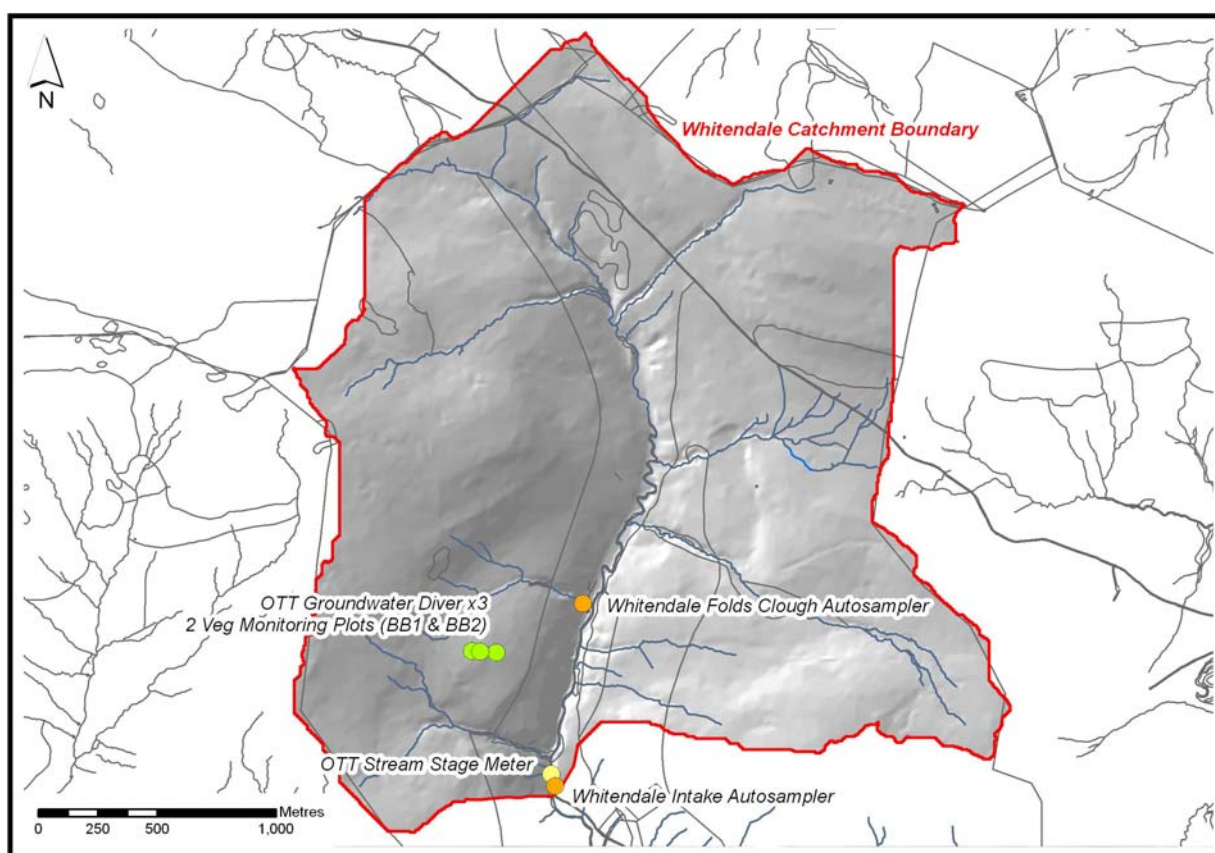 N
Whitendale Catchment Boundary
OTT Groundwater Diver x3
2 Veg Monitoring Plots (BB1 & BB2)
Whitendale Folds Clough Autosampler
OTT Stream Stage Meter
Whitendale Intake Autosampler
Metres
0 250 500 1,000